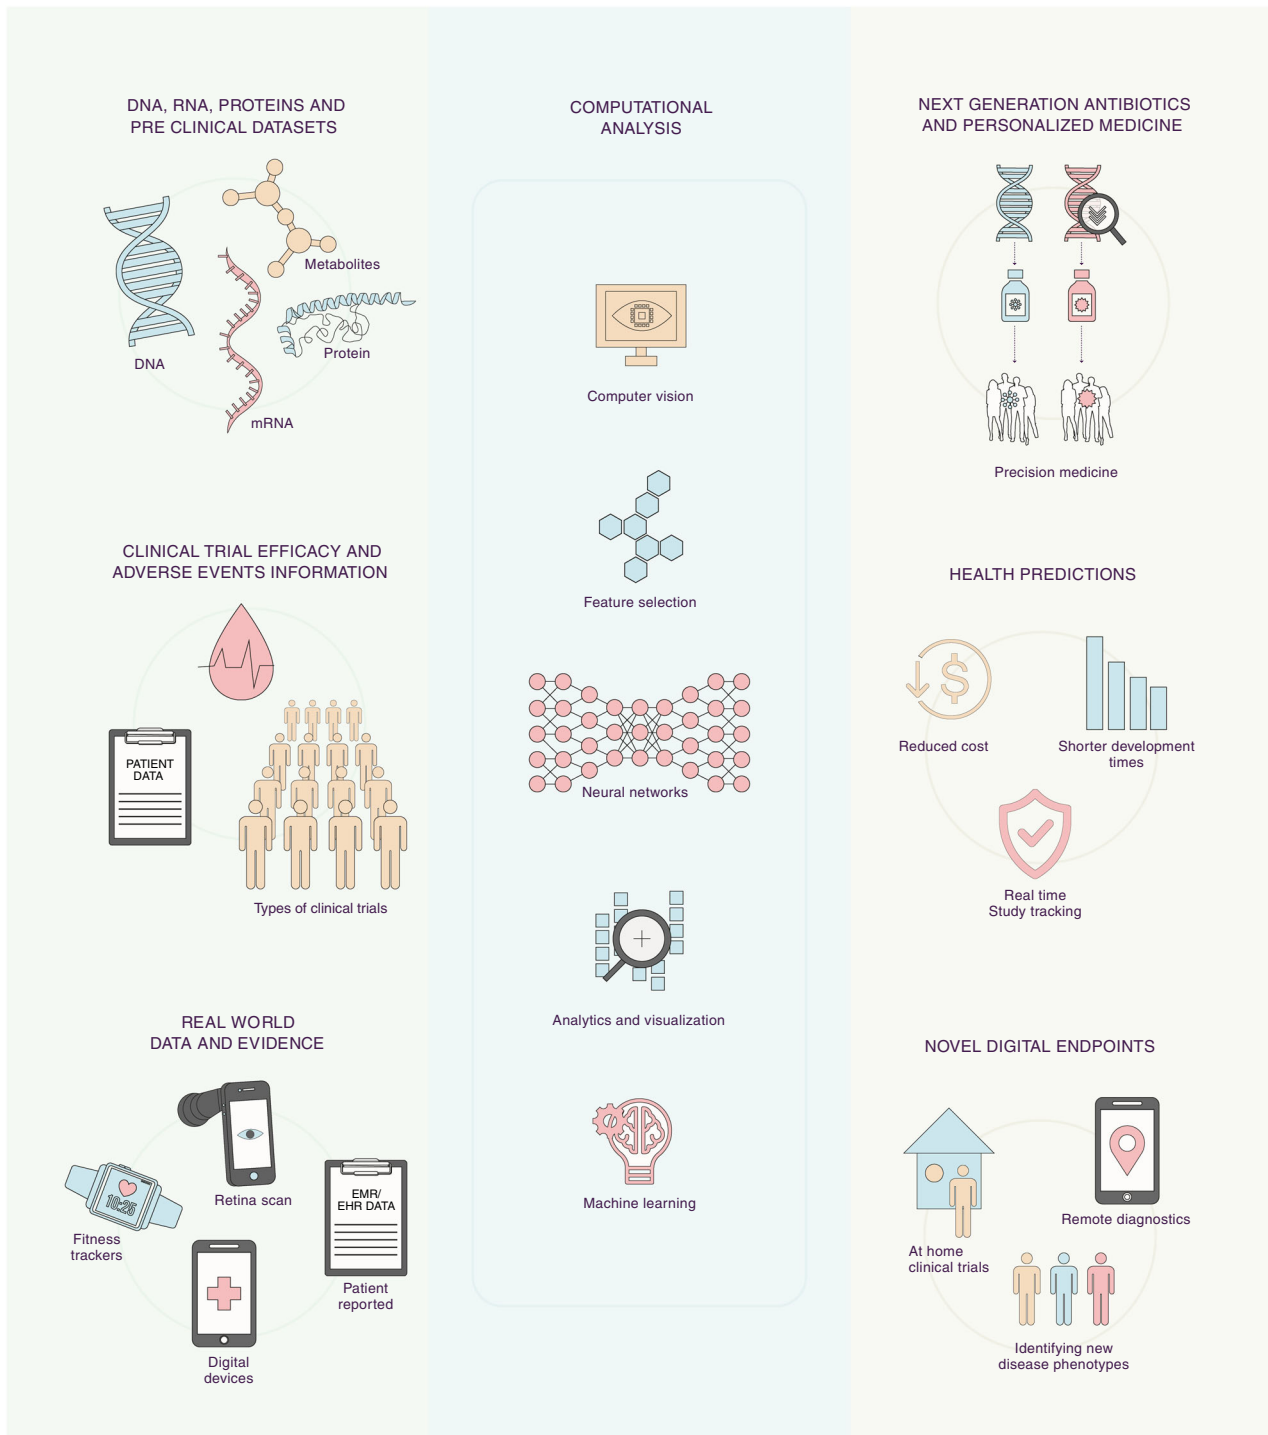 DNA, RNA, PROTEINS AND
PRE CLINICAL DATASETS
Metabolites
Protein
DNA
mRNA
CLINICAL TRIAL EFFICACY AND
ADVERSE EVENTS INFORMATION
PATIENT
DATA
Types of clinical trials
REAL WORLD
DATA AND EVIDENCE
Retina scan
10:25
Fitness
trackers
EMR/
EHR DATA
Patient
reported
Digital
devices
COMPUTATIONAL
ANALYSIS
Computer vision
Feature selection
Neural networks
Analytics and visualization
Machine learning
NEXT GENERATION ANTIBIOTICS
AND PERSONALIZED MEDICINE
Precision medicine
HEALTH PREDICTIONS
$
Reduced cost
Shorter development
times
Real time
Study tracking
NOVEL DIGITAL ENDPOINTS
Remote diagnostics
At home
clinical trials
Identifying new
disease phenotypes